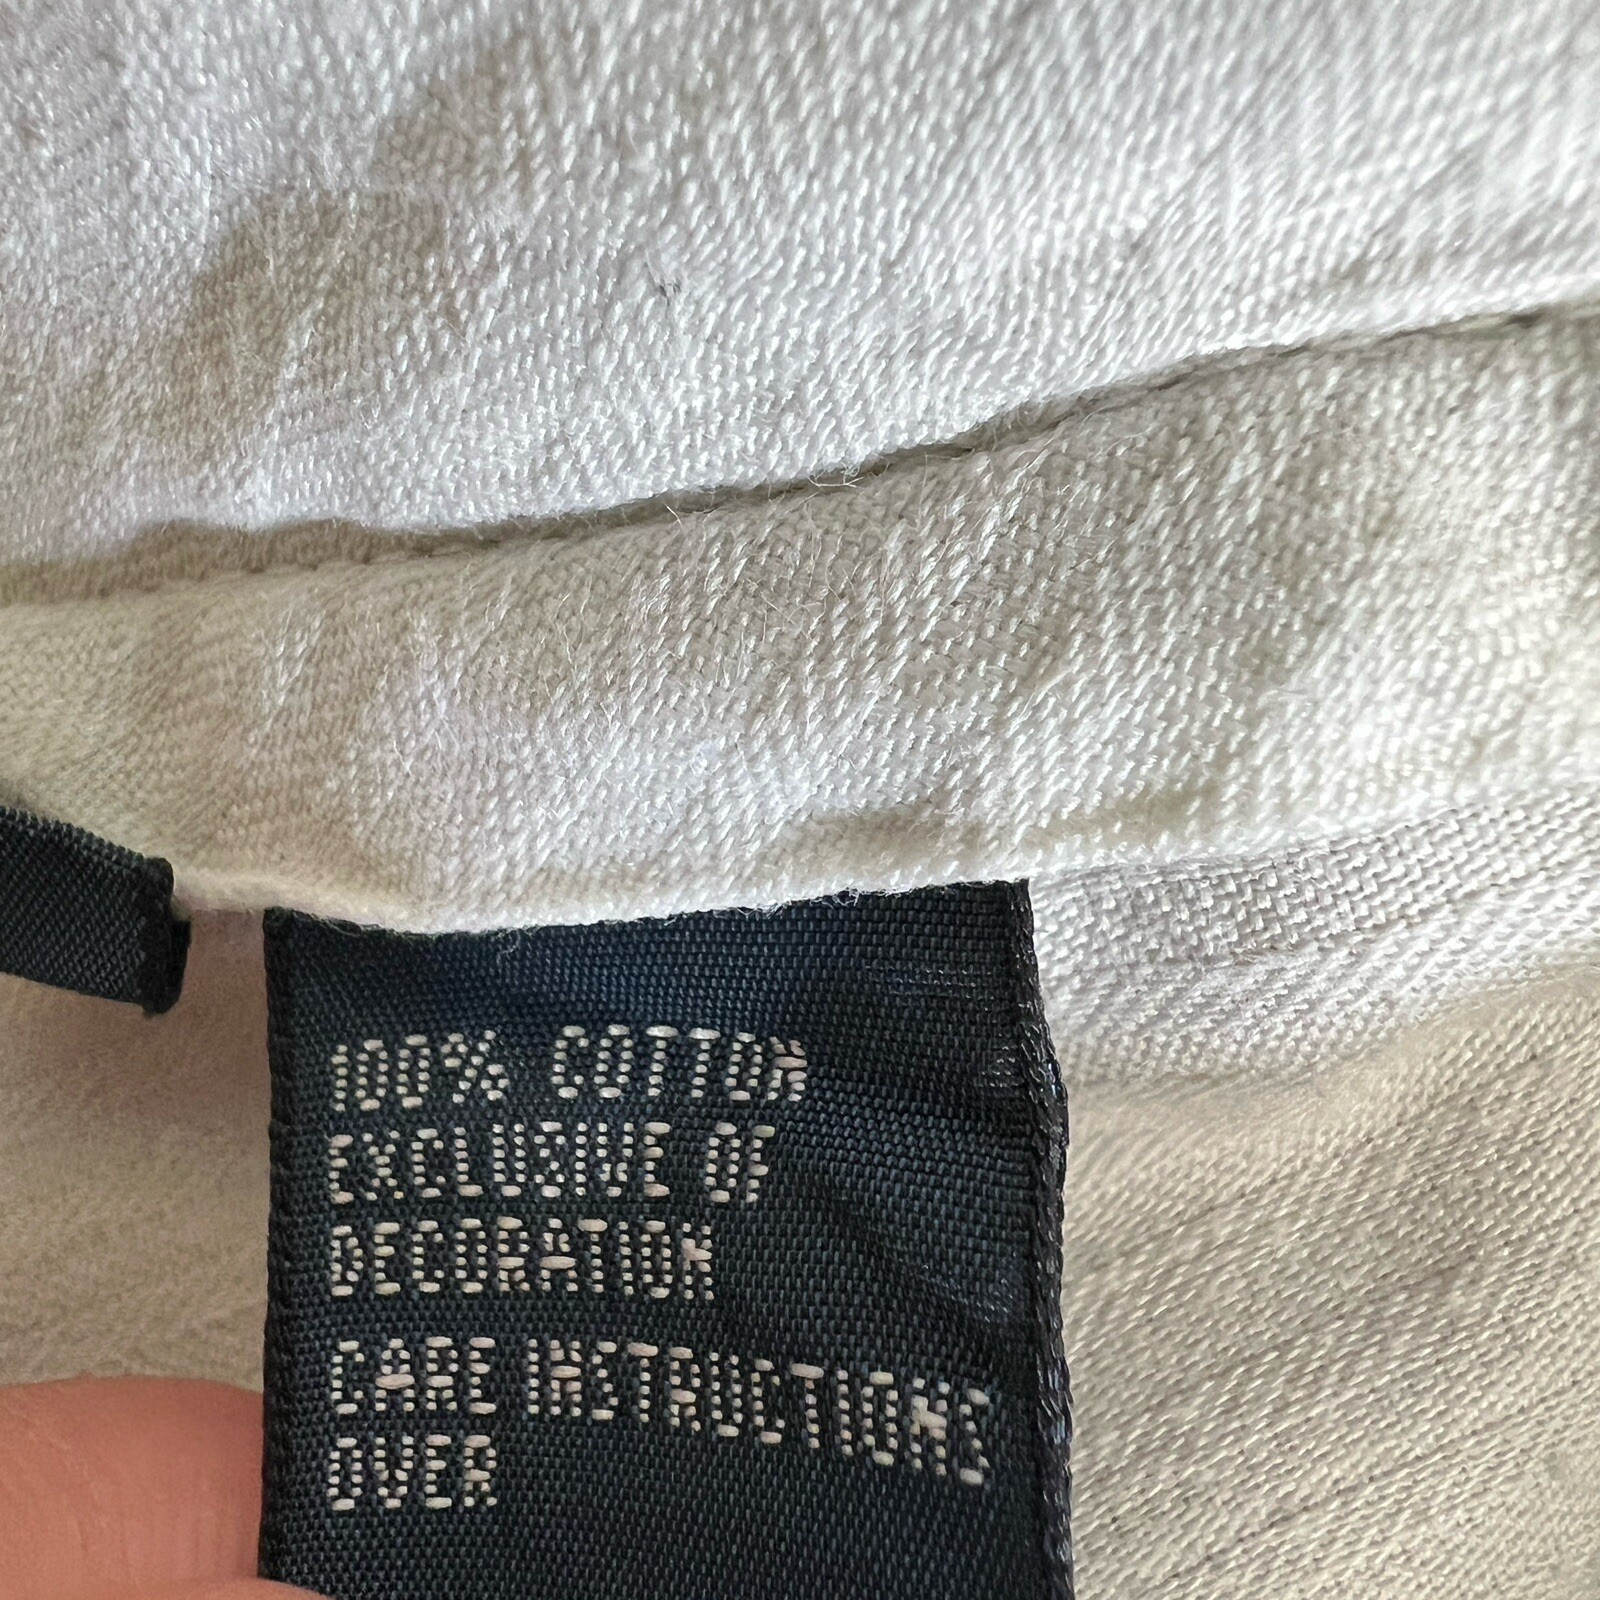 100% COTTON
EXCLUSIVE OF
DECORATION
CARE INSTRUCTIONS
OVER